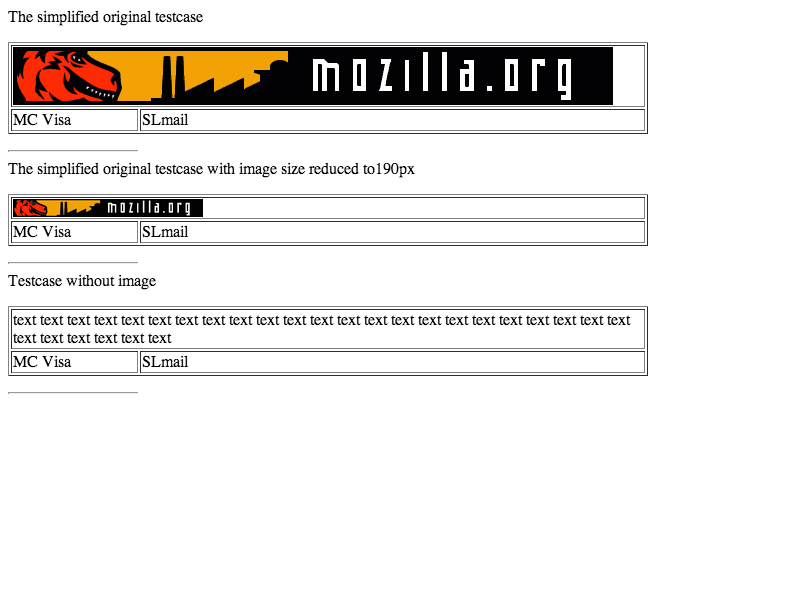 The simplified original testcase
mozilla.org
MC Visa SLmail
The simplified original testcase with image size reduced to190px
mozilla.org
MC Visa SLmail
Testcase without image
text text text text text text text text text text text text text text text text text text text text text text text
text text text text text text
MC Visa SLmail